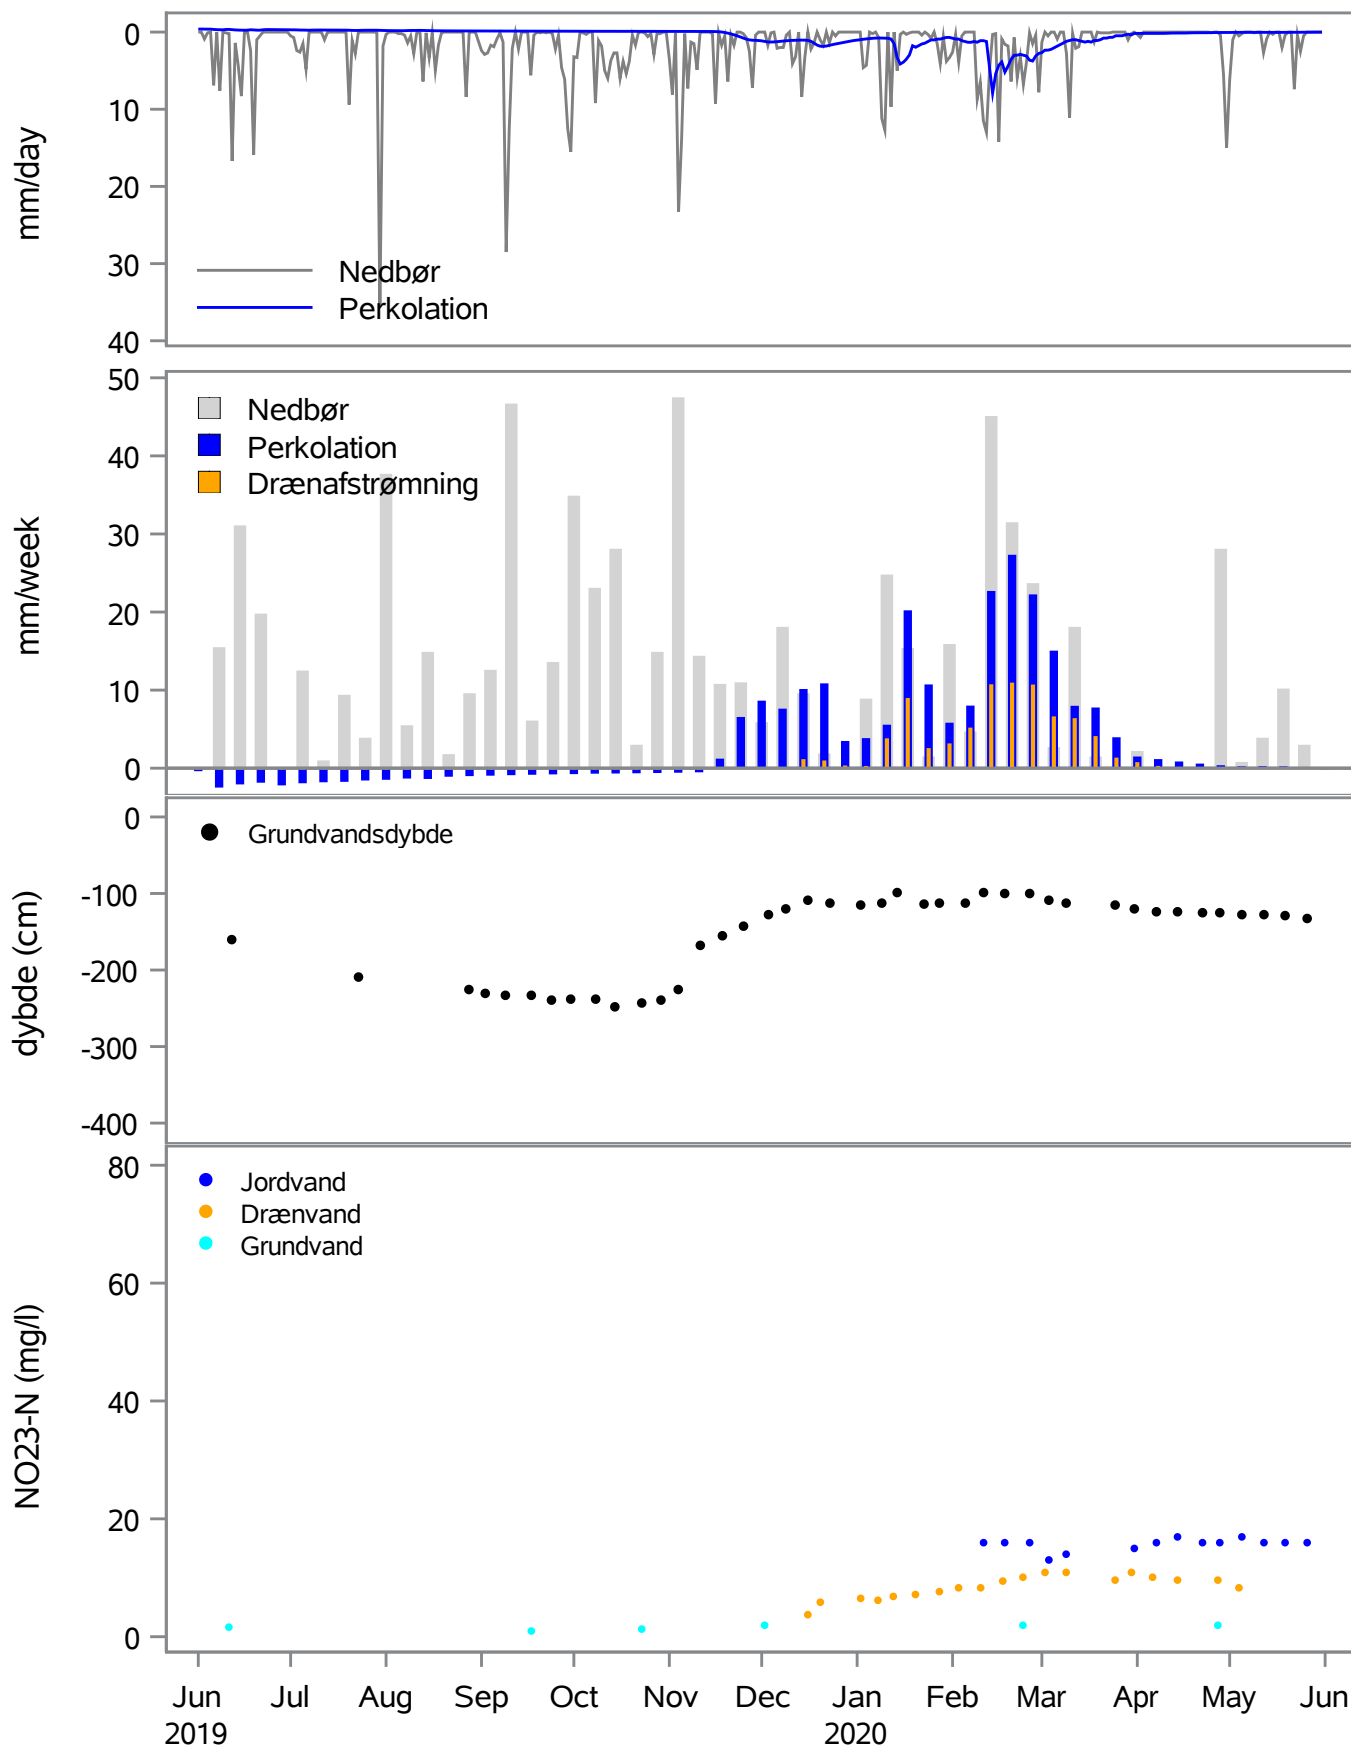 0
10
20
30
40
mm/day
Nedbør
Perkolation
50
40
30
20
10
0
mm/week
Nedbør
Perkolation
Drænafstrømning
0
-100
-200
-300
-400
dybde (cm)
Grundvandsdybde
80
60
40
20
0
NO23-N (mg/l)
Jordvand
Drænvand
Grundvand
Jun Jul Aug Sep Oct Nov Dec Jan Feb Mar Apr May Jun
2019 2020